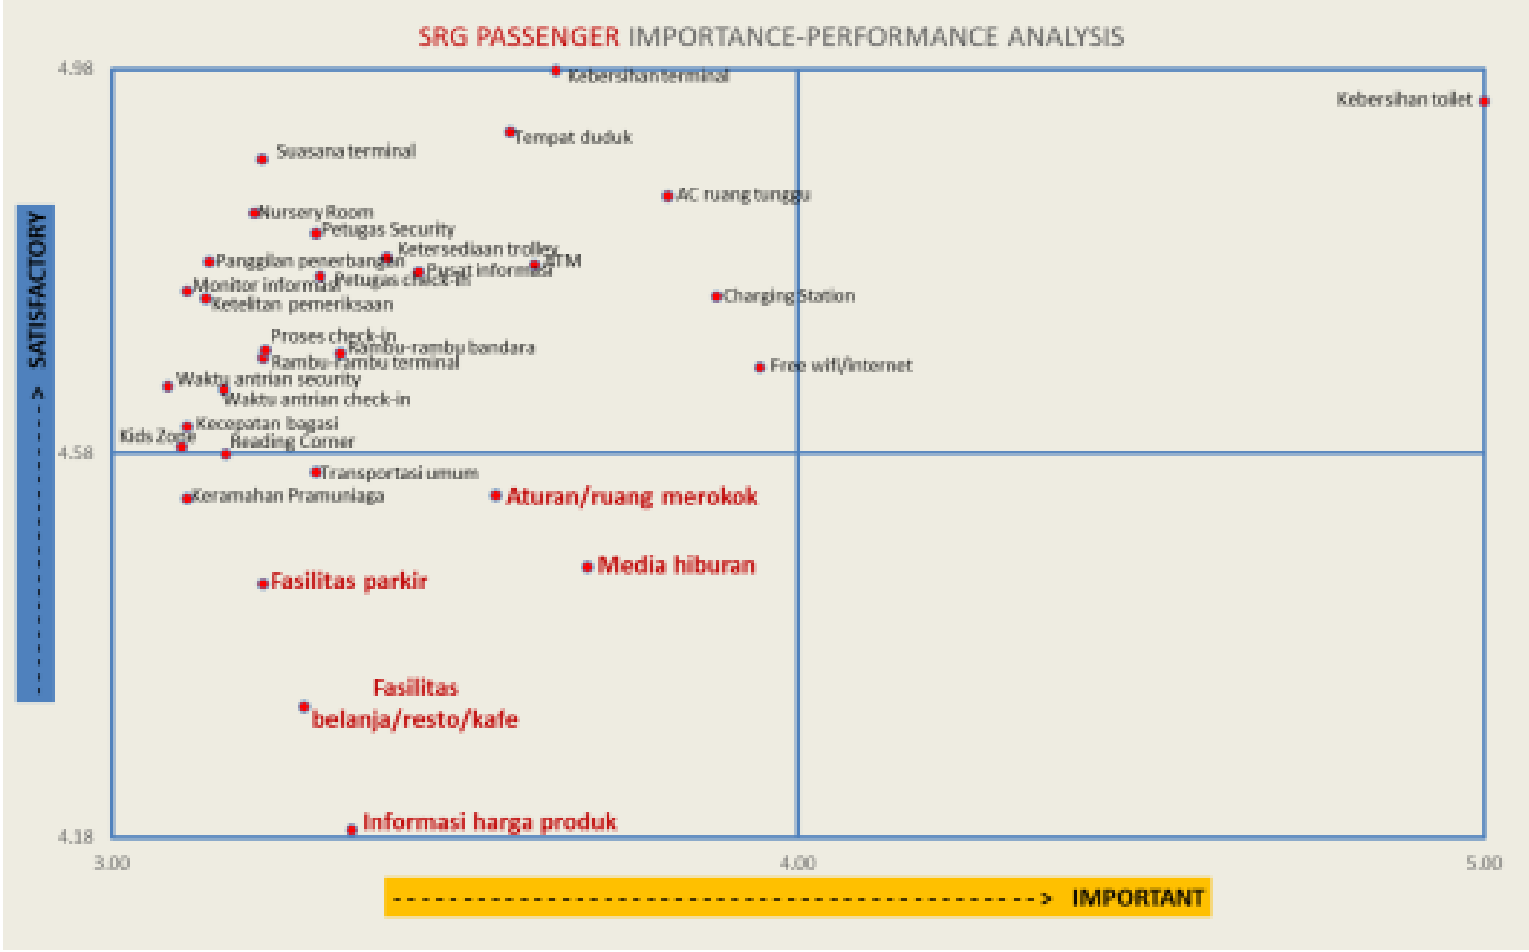 SRG PASSENGER IMPORTANCE-PERFORMANCE ANALYSIS
4.98
Kebersihan terminal
Kebersihan toilet
Tempat duduk
Suasana terminal
AC ruang tunggu
Nursery Room
Petugas Security
Ketersediaan trolley
Panggilan penerbangan
ATM
Pusat informasi
Petugas check-in
Monitor informasi
Charging Station
Ketelitan pemeriksaan
Proses check-in
Rambu-rambu bandara
Rambu-rambu terminal
Free wifi/internet
Waktu antrian security
Waktu antrian check-in
Kecepatan bagasi
Kids Zone
Reading Corner
4.58
Transportasi umum
Keramahan Pramuniaga
Aturan/ruang merokok
Media hiburan
Fasilitas parkir
Fasilitas
belanja/resto/kafe
Informasi harga produk
4.18
3.00
4.00
5.00
SATISFACTORY
IMPORTANT